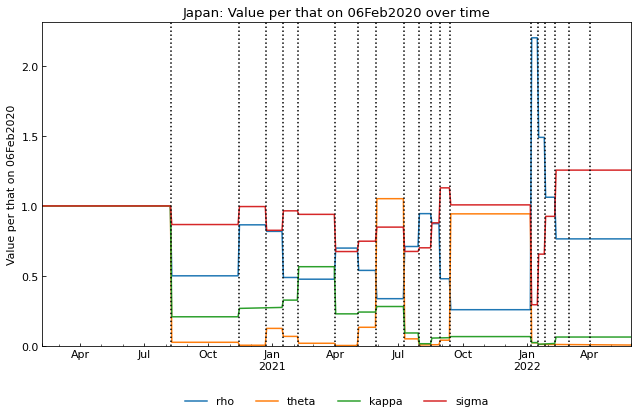 Japan: Value per that on 06Feb2020 over time
Value per that on 06Feb2020
2.0
1.5
1.0
0.5
0.0
Apr Jul Oct Jan Apr Jul Oct Jan Apr
2021 2022
rho theta kappa sigma